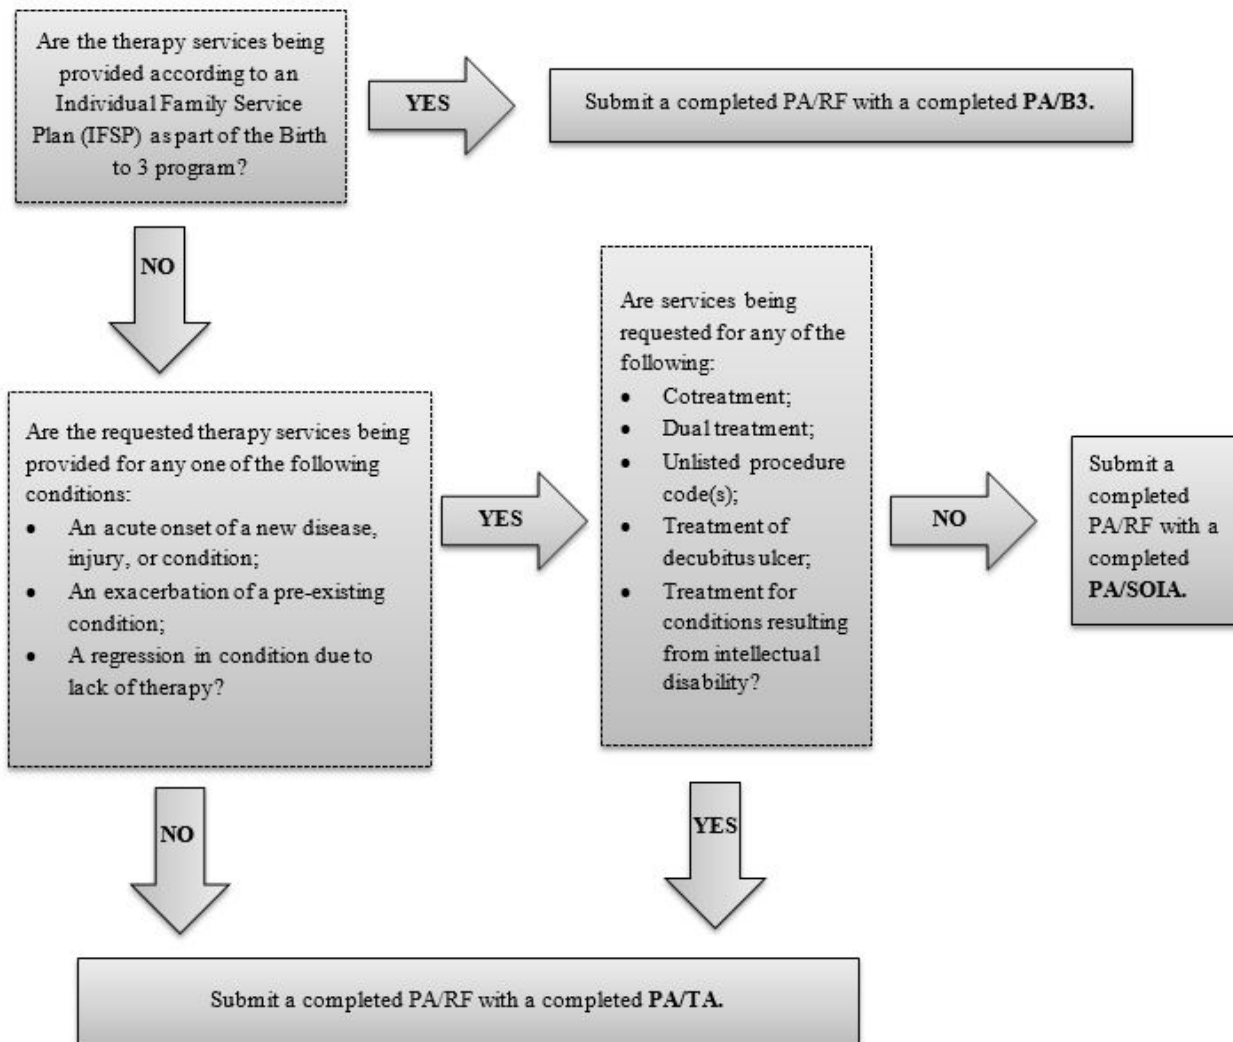 Are the therapy services being
provided according to an
Individual Family Service
Plan (IFSP) as part of the Birth
to 3 program?
YES
Submit a completed PA/RF with a completed PA/B3.
NO
Are the requested therapy services being
provided for any one of the following
conditions:
• An acute onset of a new disease,
injury, or condition;
• An exacerbation of a pre-existing
condition;
• A regression in condition due to
lack of therapy?
YES
Are services being
requested for any of the
following:
• Cotreatment;
• Dual treatment;
• Unlisted procedure
code(s);
• Treatment of
decubitus ulcer;
• Treatment for
conditions resulting
from intellectual
disability?
NO
Submit a
completed
PA/RF with a
completed
PA/SOIA.
NO
YES
Submit a completed PA/RF with a completed PA/TA.